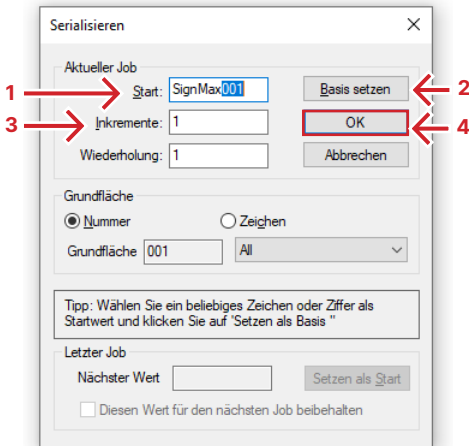 Serialisieren
Aktueller Job
1 Start: SignMax001 Basis setzen 2
3 Inkremente: 1 OK 4
Wiederholung: 1 Abbrechen
Grundfläche
Nummer Zeichen
Grundfläche 001 All
Tipp: Wählen Sie ein beliebiges Zeichen oder Ziffer als
Startwert und klicken Sie auf 'Setzen als Basis "
Letzter Job
Nächster Wert Setzen als Start
Diesen Wert für den nächsten Job beibehalten